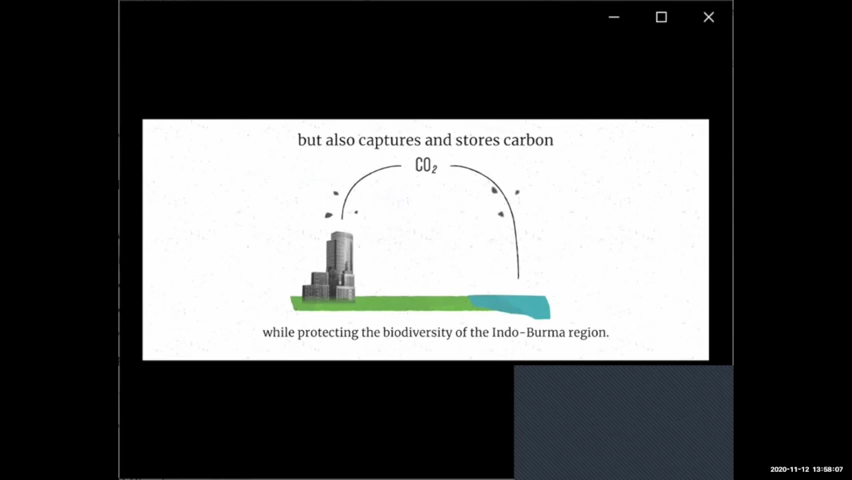 but also captures and stores carbon
CO₂
while protecting the biodiversity of the Indo-Burma region.
2020-11-12 13:58:07